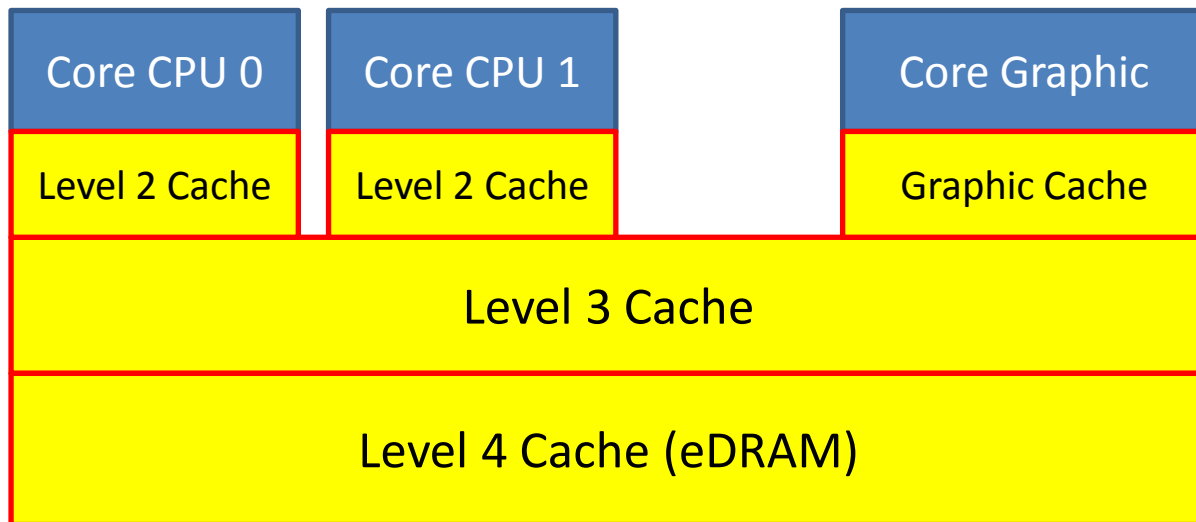 Core CPU 0
Core CPU 1
Core Graphic
Level 2 Cache
Level 2 Cache
Graphic Cache
Level 3 Cache
Level 4 Cache (eDRAM)